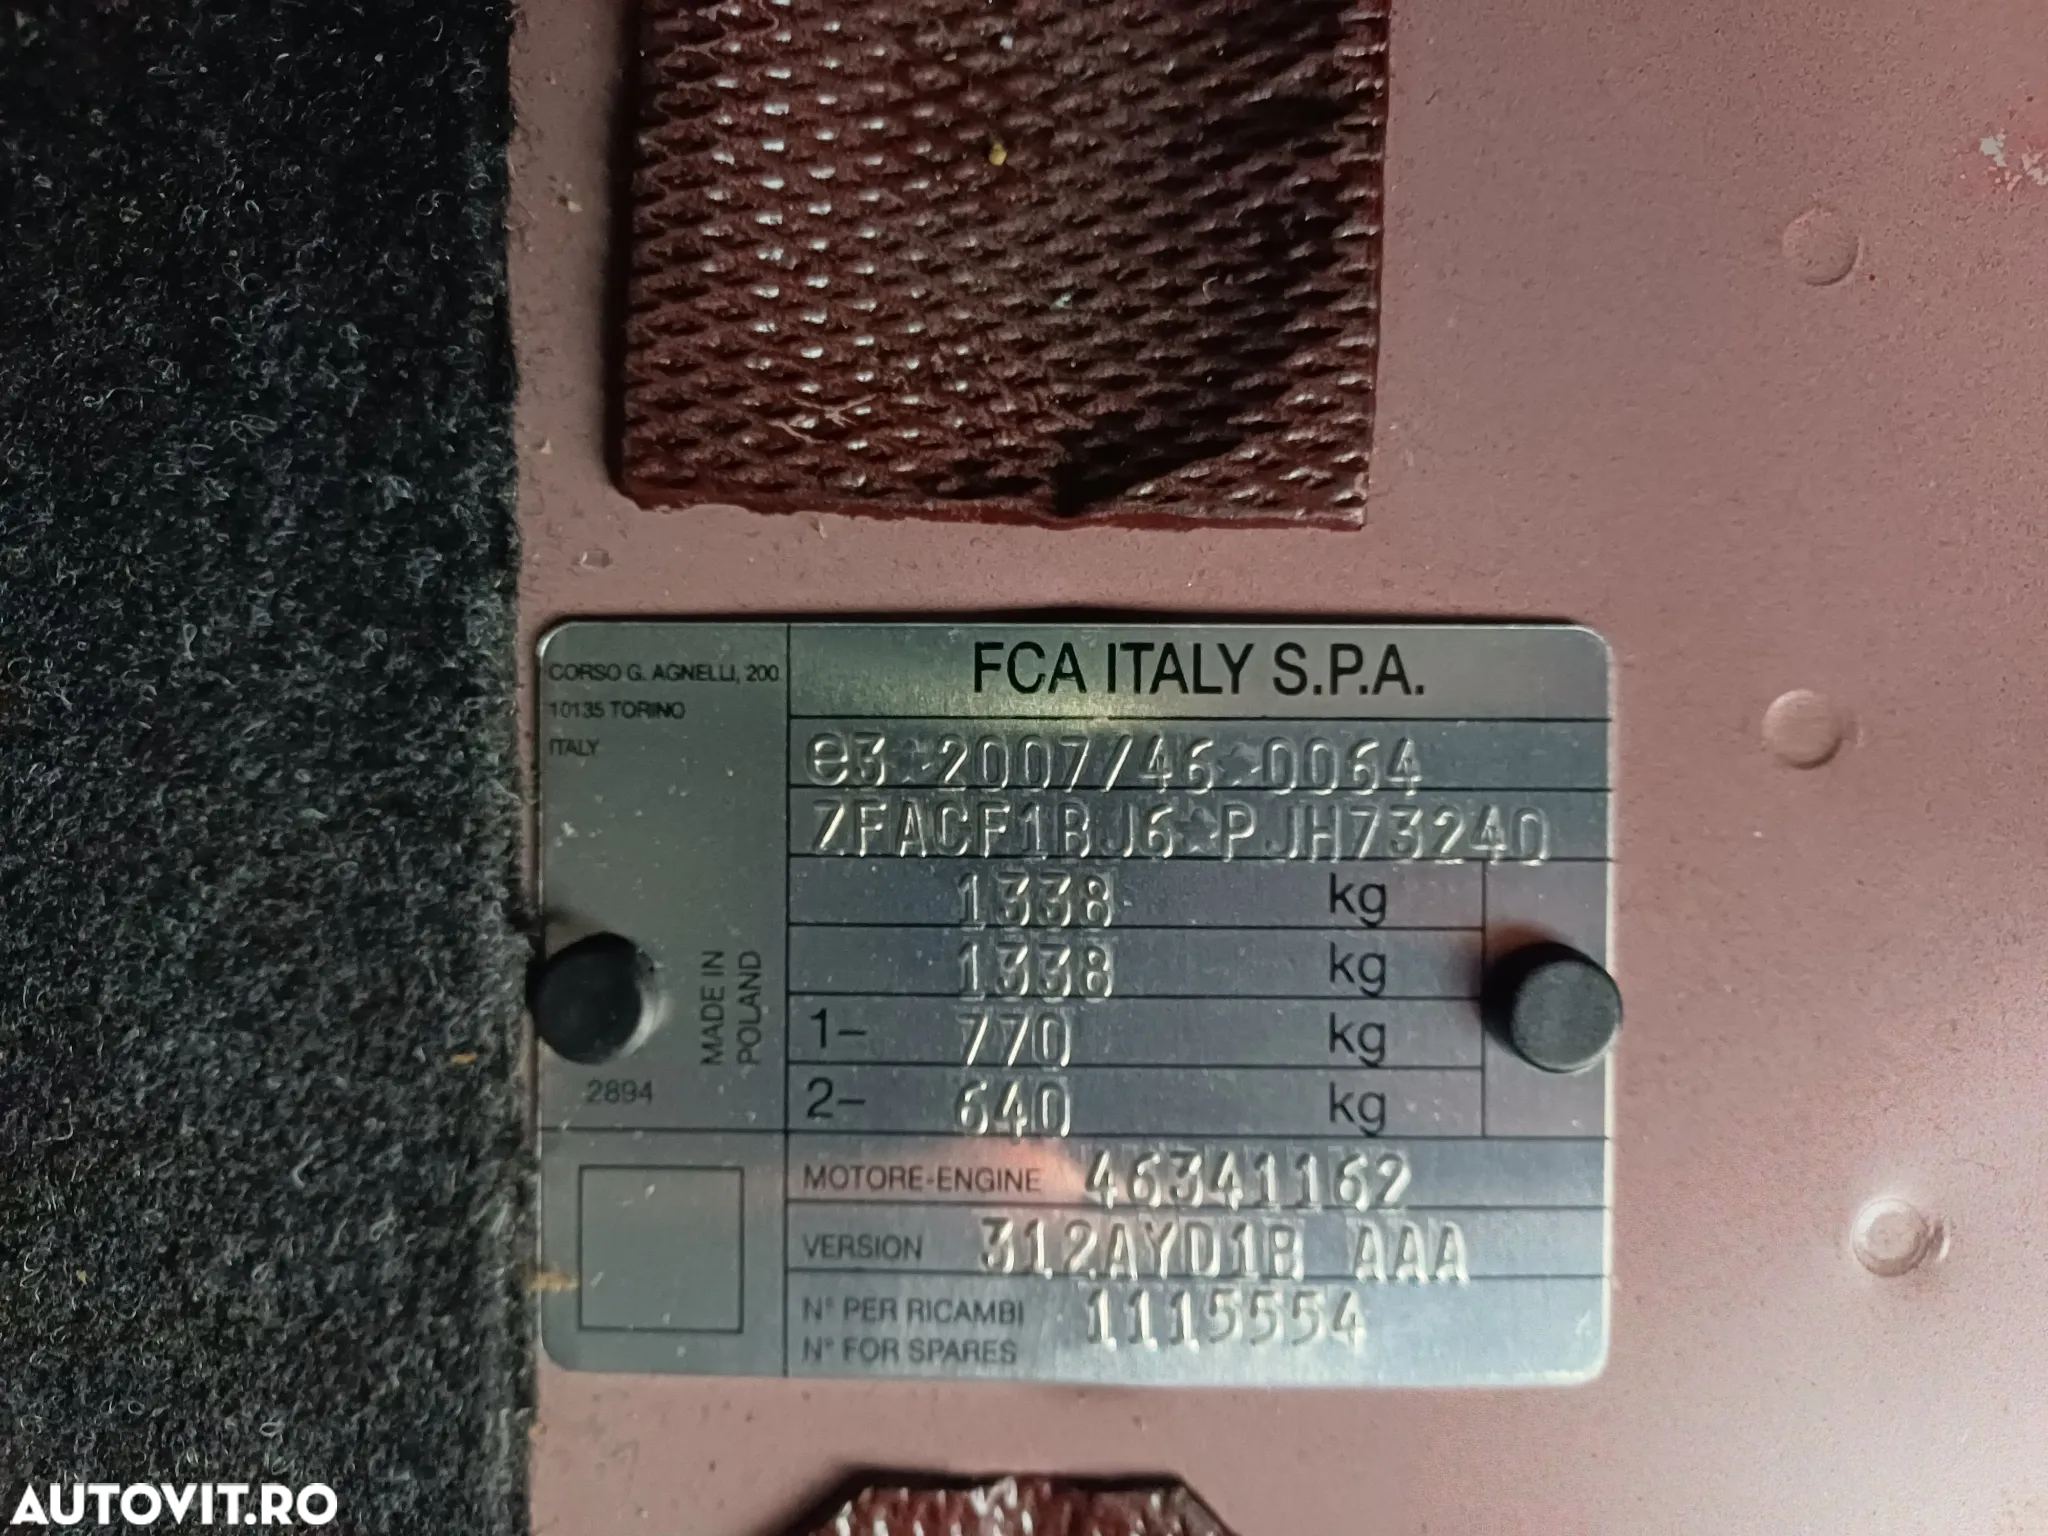 FCA ITALY S.P.A.
CORSO G. AGNELLI, 200
10135 TORINO
ITALY
e3*2007/46*0064
ZFACF1BJ6*PJH73240
1338 kg
1338 kg
1- 770 kg
2- 640 kg
MADE IN
POLAND
2894
MOTORE-ENGINE 46341162
VERSION 312AYD1B AAA
N° PER RICAMBI 1115554
N° FOR SPARES
AUTOVIT.RO